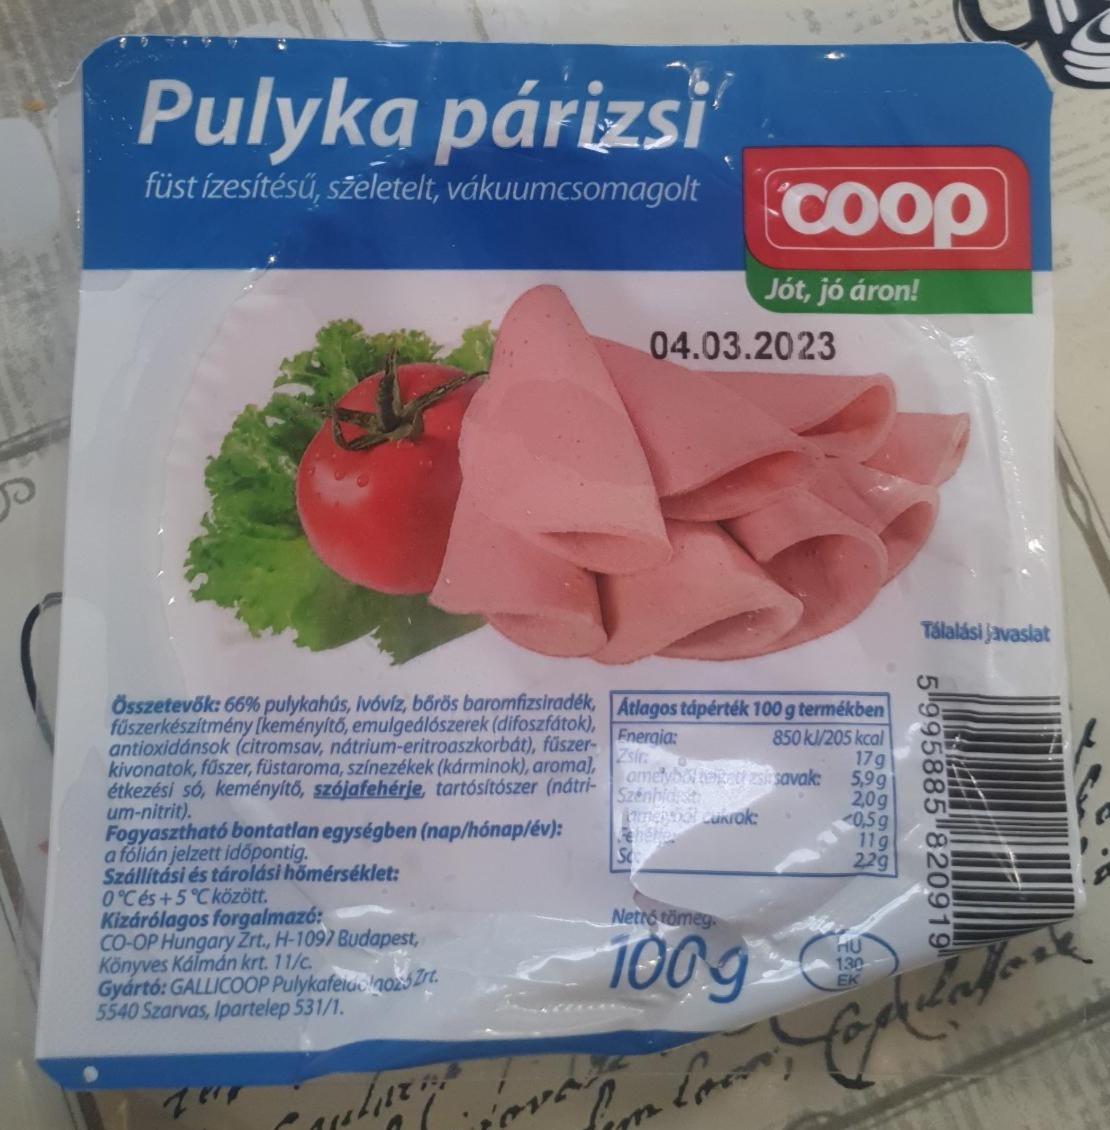 Pulyka párizsi
füst ízesítésű, szeletelt, vákuumcsomagolt
coop
Jót, jó áron!
04.03.2023
Tálalási javaslat
Összetevők: 66% pulykahús, ivóvíz, bőrös baromfizsiradék,
fűszerkészítmény [keményítő, emulgeálószerek (difoszfátok),
antioxidánsok (citromsav, nátrium-eritroaszkorbát), fűszer-
kivonatok, fűszer, füstaroma, színezékek (kárminok), aroma],
étkezési só, keményítő, szójafehérje, tartósítószer (nátri-
um-nitrit).
Fogyasztható bontatlan egységben (nap/hónap/év):
a fólián jelzett időpontig.
Szállítási és tárolási hőmérséklet:
0 °C és + 5 °C között.
Kizárólagos forgalmazó:
CO-OP Hungary Zrt., H-1097 Budapest,
Könyves Kálmán krt. 11/c.
Gyártó: GALLICOOP Pulykafeldolgozó Zrt.
5540 Szarvas, Ipartelep 531/1.
Átlagos tápérték 100 g termékben
Energia: 850 kJ/205 kcal
Zsír: 17 g
amelyből telített zsírsavak: 5,9 g
Szénhidrát: 2,0 g
amelyből cukrok: <0,5 g
Fehérje: 11 g
Só: 2,2 g
Nettó tömeg:
100 g
HU
130
EK
5 995885 820919